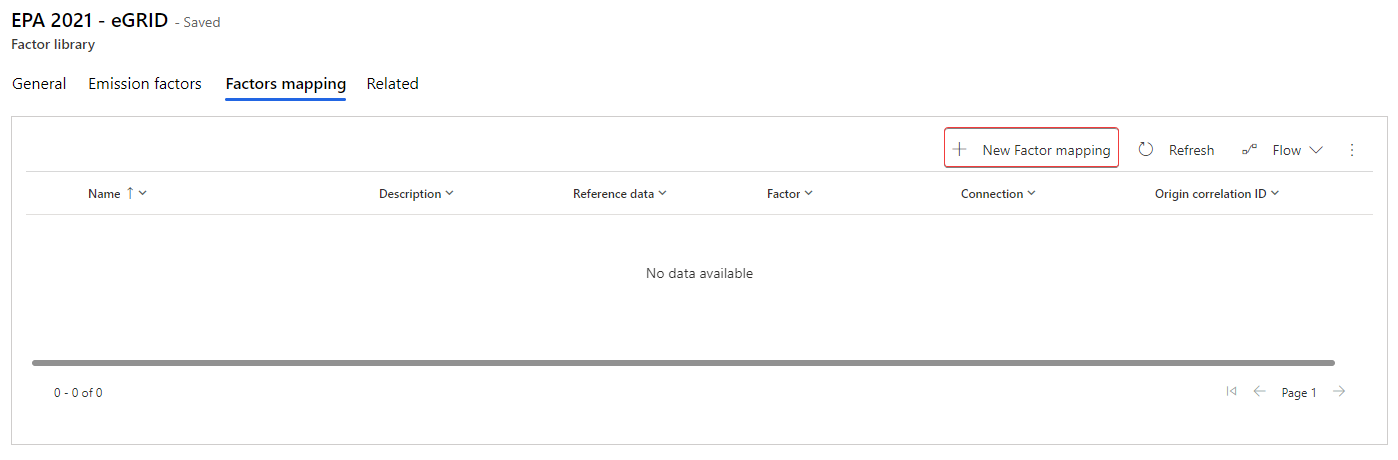 EPA 2021 - eGRID - Saved
Factor library
General Emission factors Factors mapping Related
New Factor mapping Refresh Flow
Name Description Reference data Factor Connection Origin correlation ID
No data available
0 - 0 of 0 Page 1